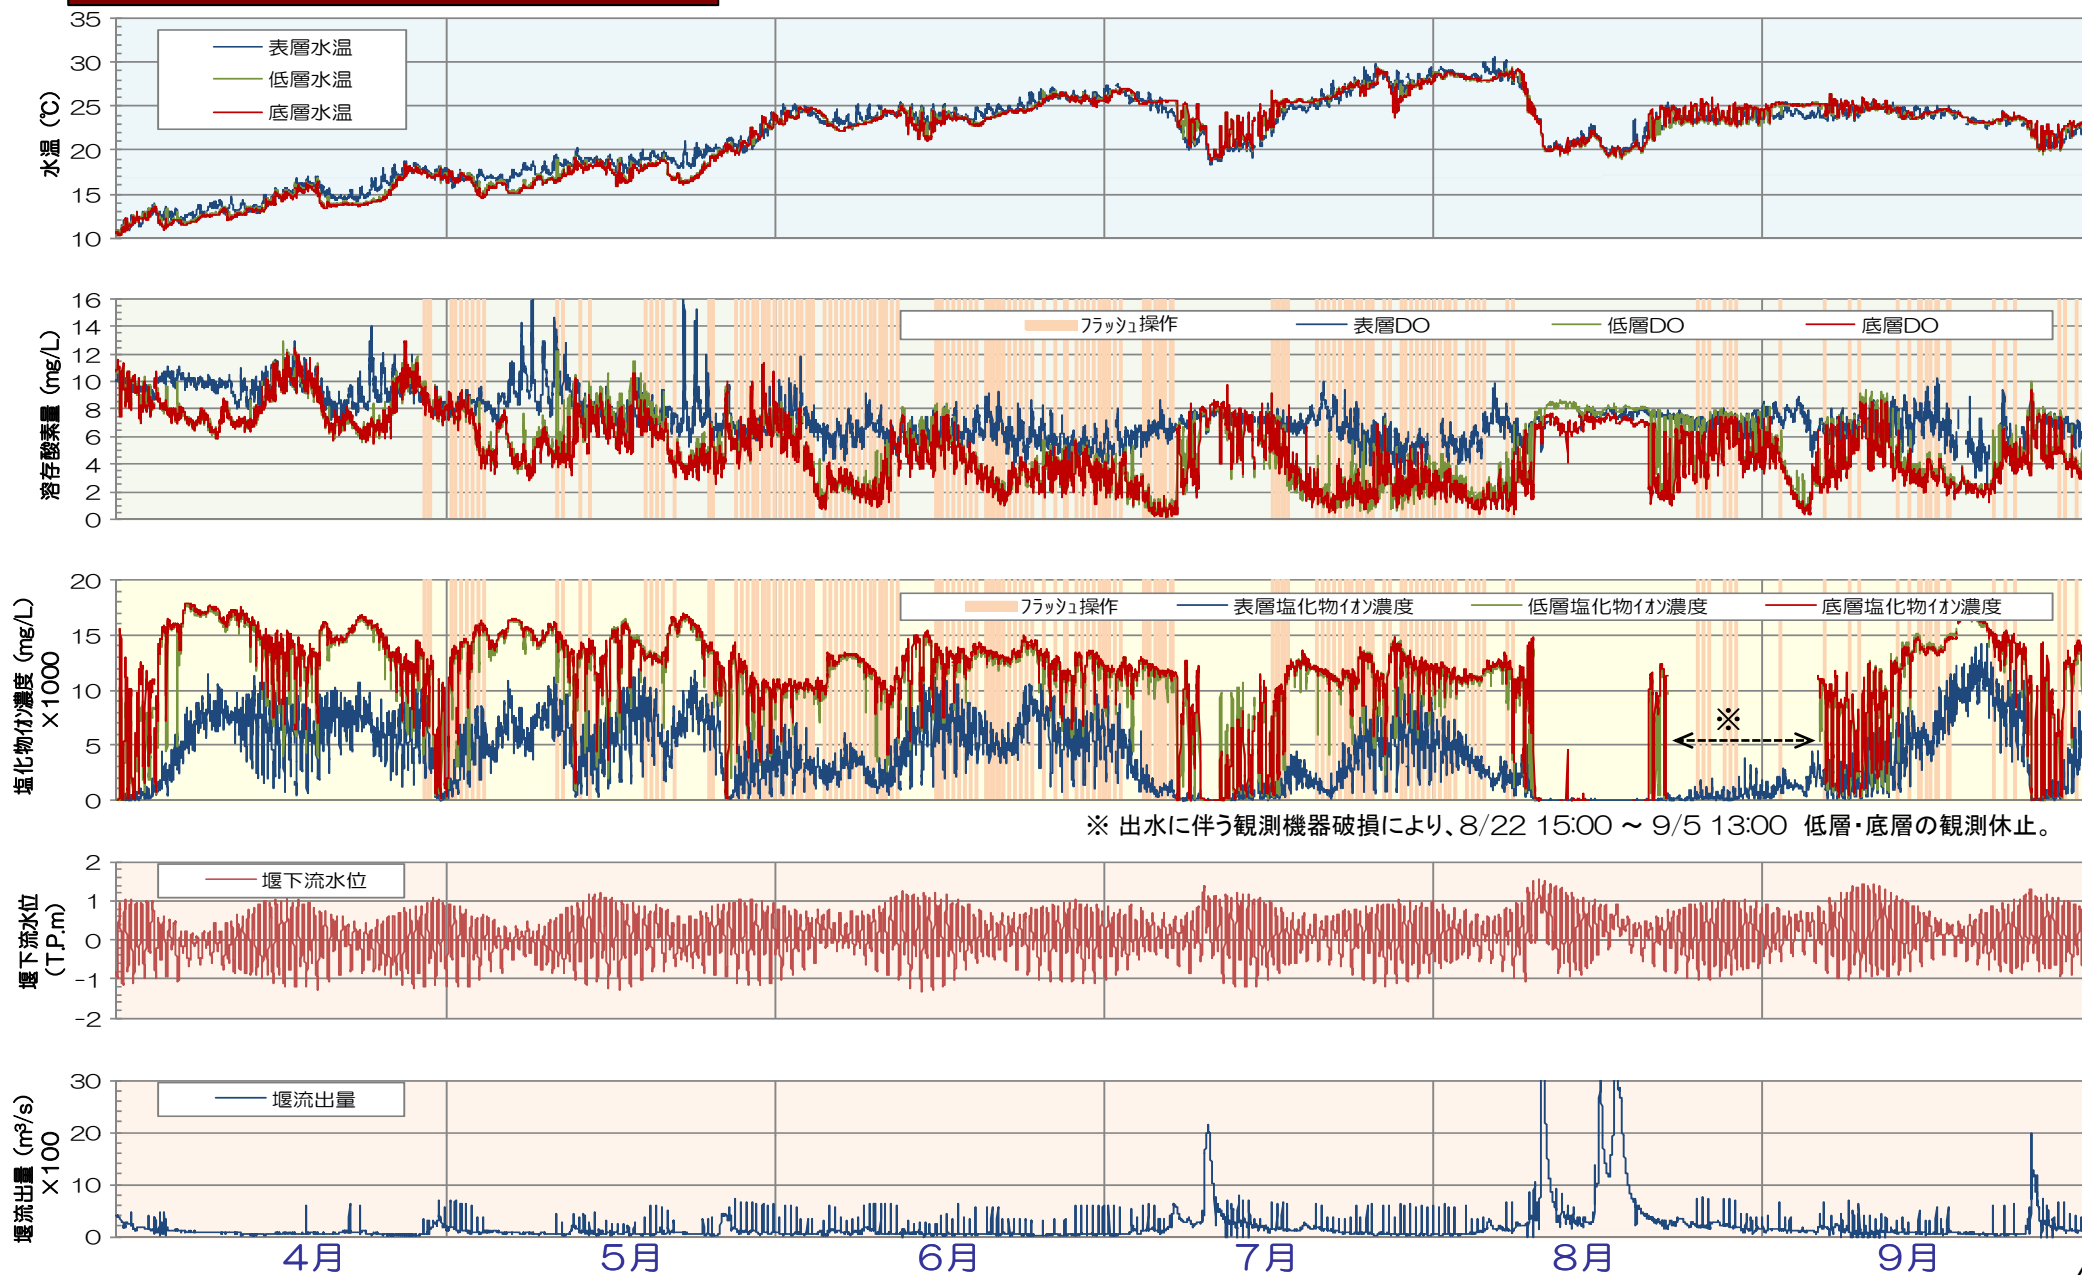 水温 (℃)
35
30
25
20
15
10
表層水温
低層水温
底層水温
溶存酸素量 (mg/L)
16
14
12
10
8
6
4
2
0
フラッシュ操作 表層DO 低層DO 底層DO
塩化物イオン濃度 (mg/L)
×1000
20
15
10
5
0
フラッシュ操作 表層塩化物イオン濃度 低層塩化物イオン濃度 底層塩化物イオン濃度
※
※ 出水に伴う観測機器破損により、8/22 15:00 ~ 9/5 13:00 低層・底層の観測休止。
堰下流水位
(T.P.m)
2
1
0
-1
-2
堰下流水位
堰流出量 (m³/s)
×100
30
20
10
0
堰流出量
4月 5月 6月 7月 8月 9月